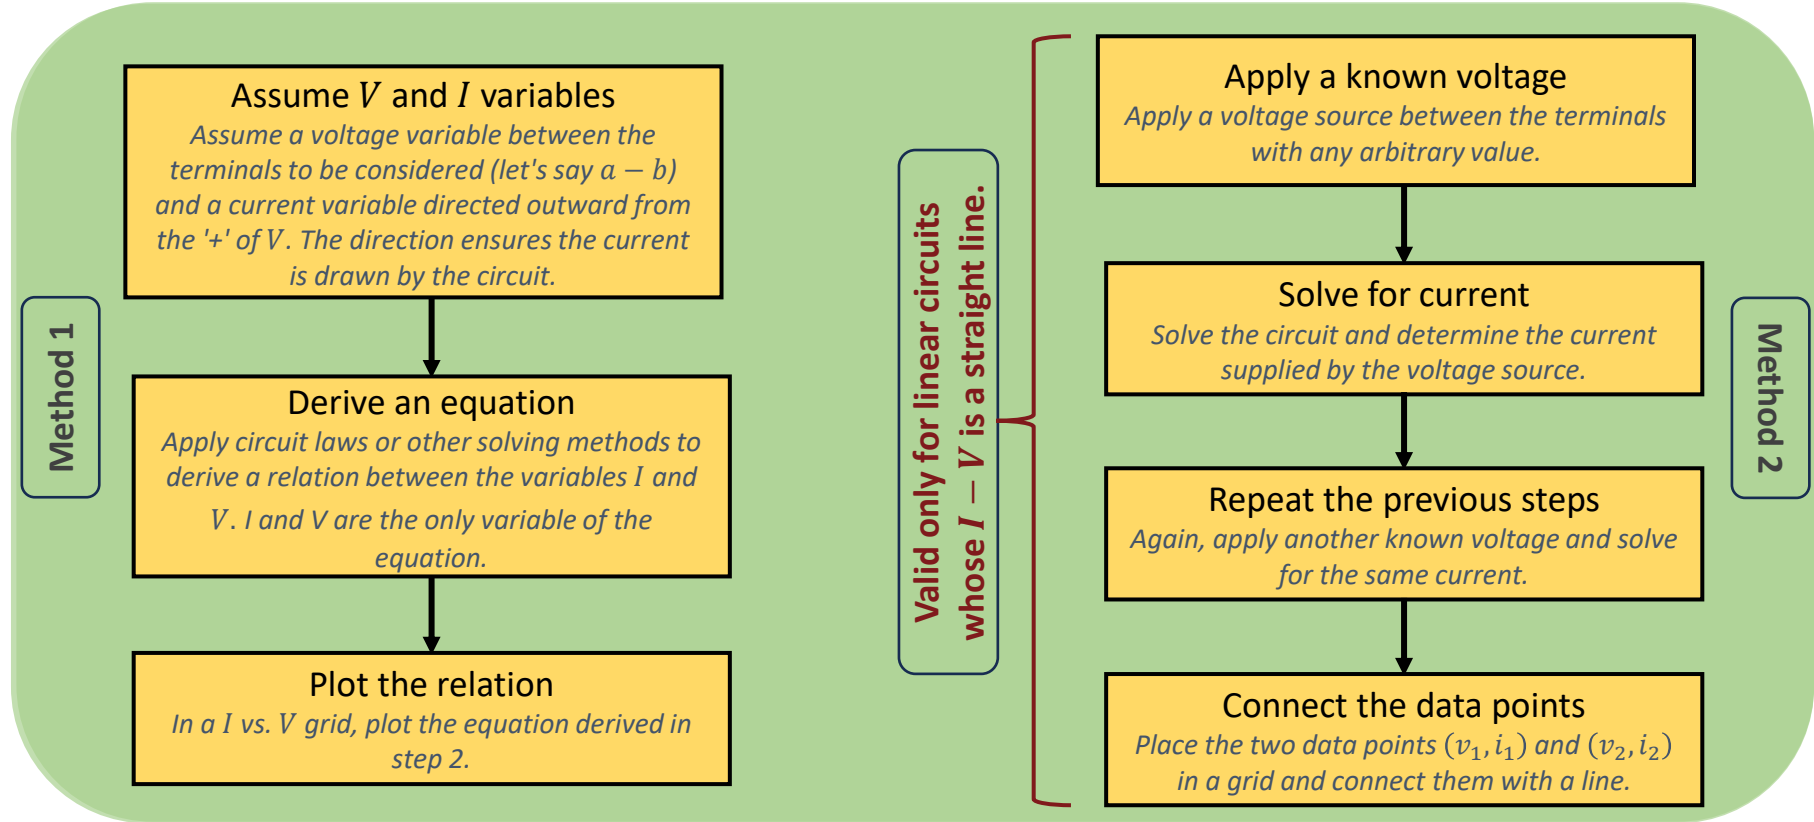 Method 1
Assume V and I variables
Assume a voltage variable between the
terminals to be considered (let's say a − b)
and a current variable directed outward from
the '+' of V. The direction ensures the current
is drawn by the circuit.
Derive an equation
Apply circuit laws or other solving methods to
derive a relation between the variables I and
V. I and V are the only variable of the
equation.
Plot the relation
In a I vs. V grid, plot the equation derived in
step 2.
Valid only for linear circuits
whose I − V is a straight line.
Apply a known voltage
Apply a voltage source between the terminals
with any arbitrary value.
Solve for current
Solve the circuit and determine the current
supplied by the voltage source.
Repeat the previous steps
Again, apply another known voltage and solve
for the same current.
Connect the data points
Place the two data points (v₁, i₁) and (v₂, i₂)
in a grid and connect them with a line.
Method 2